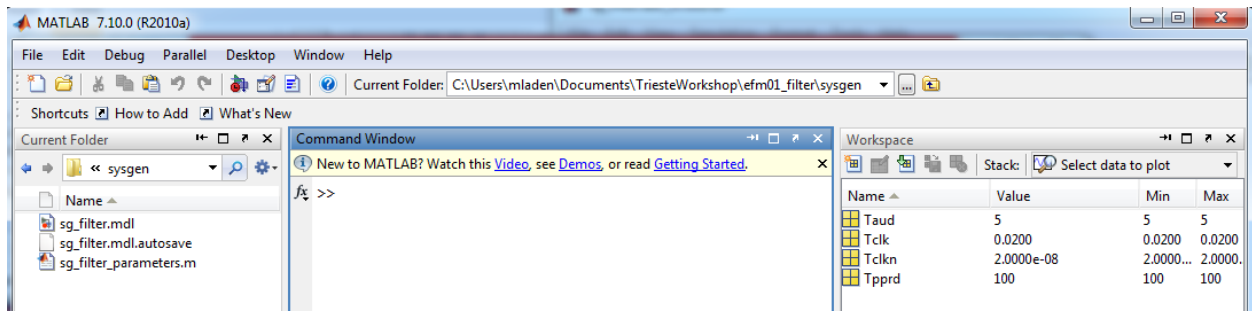 MATLAB 7.10.0 (R2010a)
File Edit Debug Parallel Desktop Window Help
Current Folder: C:\Users\mladen\Documents\TriesteWorkshop\efm01_filter\sysgen
Shortcuts How to Add What's New
Current Folder
« sysgen
Name
sg_filter.mdl
sg_filter.mdl.autosave
sg_filter_parameters.m
Command Window
New to MATLAB? Watch this Video, see Demos, or read Getting Started.
fx >>
Workspace
Stack: Select data to plot
Name Value Min Max
Taud 5 5 5
Tclk 0.0200 0.0200 0.0200
Tclkn 2.0000e-08 2.0000... 2.0000.
Tpprd 100 100 100